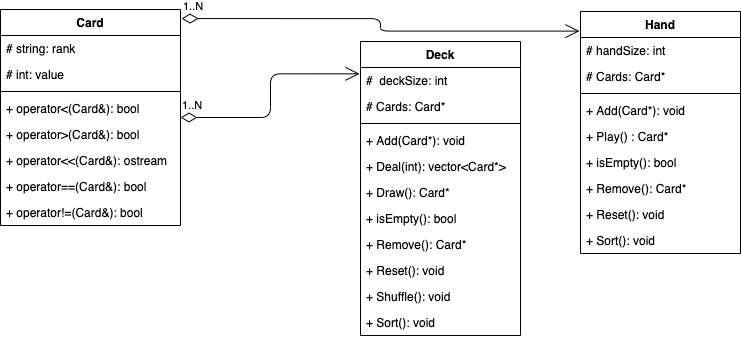 Card
# string: rank
# int: value
+ operator<(Card&): bool
+ operator>(Card&): bool
+ operator<<(Card&): ostream
+ operator==(Card&): bool
+ operator!=(Card&): bool
1..N
1..N
Deck
# deckSize: int
# Cards: Card*
+ Add(Card*): void
+ Deal(int): vector<Card*>
+ Draw(): Card*
+ isEmpty(): bool
+ Remove(): Card*
+ Reset(): void
+ Shuffle(): void
+ Sort(): void
Hand
# handSize: int
# Cards: Card*
+ Add(Card*): void
+ Play() : Card*
+ isEmpty(): bool
+ Remove(): Card*
+ Reset(): void
+ Sort(): void